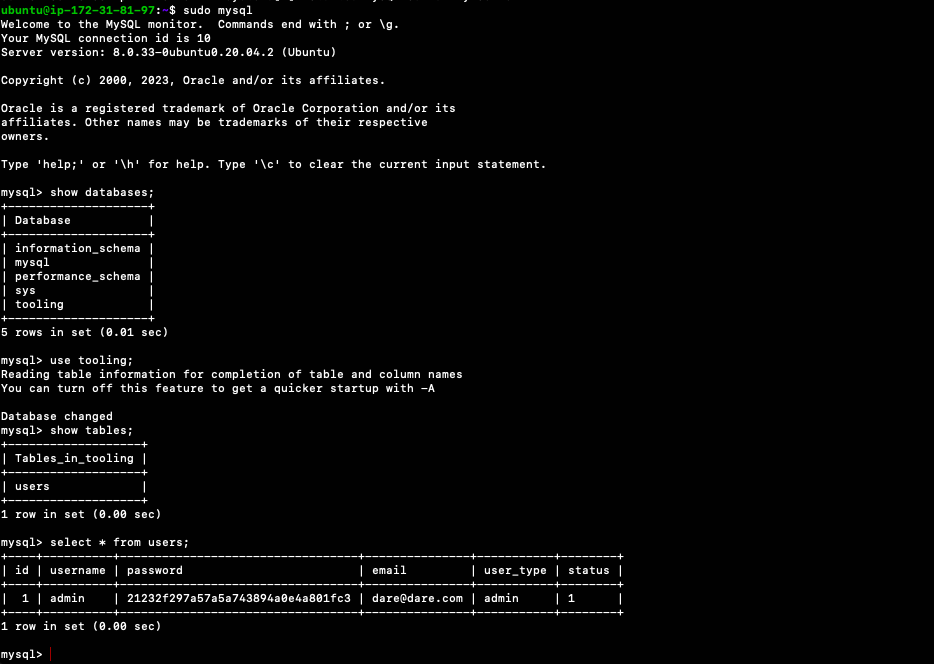 ubuntu@ip-172-31-81-97:~$ sudo mysql
Welcome to the MySQL monitor.  Commands end with ; or \g.
Your MySQL connection id is 10
Server version: 8.0.33-0ubuntu0.20.04.2 (Ubuntu)

Copyright (c) 2000, 2023, Oracle and/or its affiliates.

Oracle is a registered trademark of Oracle Corporation and/or its
affiliates. Other names may be trademarks of their respective
owners.

Type 'help;' or '\h' for help. Type '\c' to clear the current input statement.

mysql> show databases;
+--------------------+
| Database           |
+--------------------+
| information_schema |
| mysql              |
| performance_schema |
| sys                |
| tooling            |
+--------------------+
5 rows in set (0.01 sec)

mysql> use tooling;
Reading table information for completion of table and column names
You can turn off this feature to get a quicker startup with -A

Database changed
mysql> show tables;
+-------------------+
| Tables_in_tooling |
+-------------------+
| users             |
+-------------------+
1 row in set (0.00 sec)

mysql> select * from users;
+----+----------+----------------------------------+---------------+-----------+--------+
| id | username | password                         | email         | user_type | status |
+----+----------+----------------------------------+---------------+-----------+--------+
|  1 | admin    | 21232f297a57a5a743894a0e4a801fc3 | dare@dare.com | admin     | 1      |
+----+----------+----------------------------------+---------------+-----------+--------+
1 row in set (0.00 sec)

mysql>